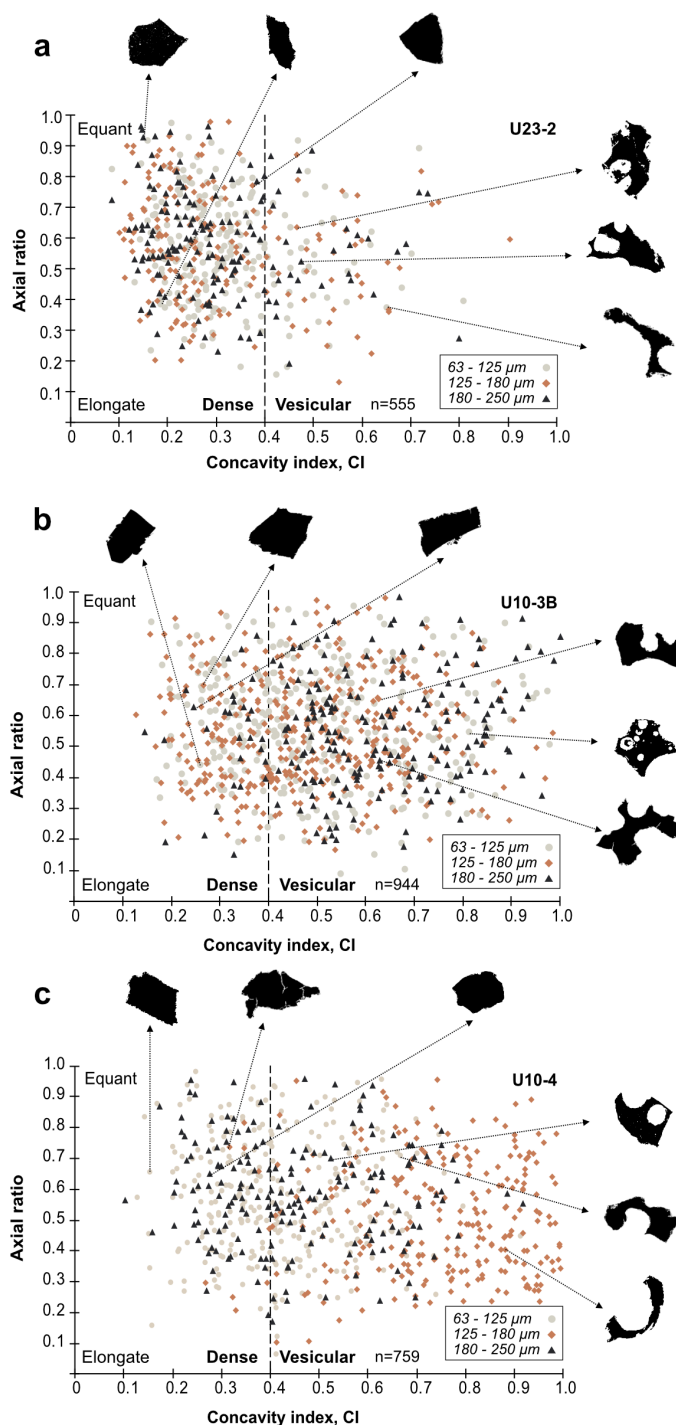 a
Equant
U23-2
1.0
0.9
0.8
0.7
0.6
0.5
0.4
0.3
0.2
0.1
Axial ratio
63 - 125 µm
125 - 180 µm
180 - 250 µm
Elongate Dense Vesicular n=555
0 0.1 0.2 0.3 0.4 0.5 0.6 0.7 0.8 0.9 1.0
Concavity index, CI
b
Equant
U10-3B
1.0
0.9
0.8
0.7
0.6
0.5
0.4
0.3
0.2
0.1
Axial ratio
63 - 125 µm
125 - 180 µm
180 - 250 µm
Elongate Dense Vesicular n=944
0 0.1 0.2 0.3 0.4 0.5 0.6 0.7 0.8 0.9 1.0
Concavity index, CI
c
Equant
U10-4
1.0
0.9
0.8
0.7
0.6
0.5
0.4
0.3
0.2
0.1
Axial ratio
63 - 125 µm
125 - 180 µm
180 - 250 µm
Elongate Dense Vesicular n=759
0 0.1 0.2 0.3 0.4 0.5 0.6 0.7 0.8 0.9 1.0
Concavity index, CI